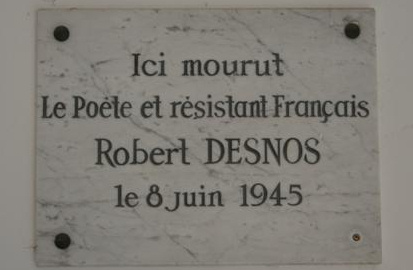 Ici mourut
Le Poète et résistant Français
Robert DESNOS
le 8 juin 1945